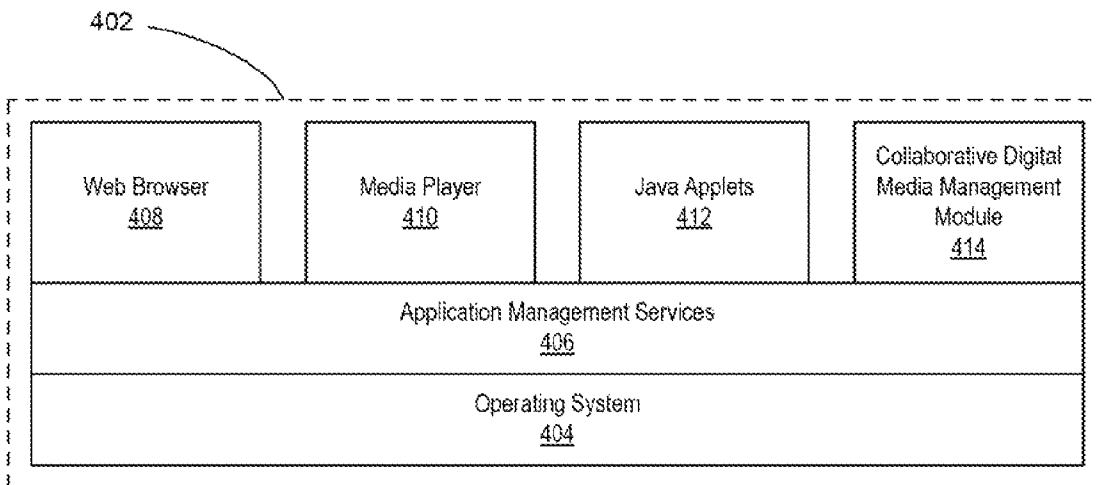 402
Web Browser
408
Media Player
410
Java Applets
412
Collaborative Digital
Media Management
Module
414
Application Management Services
406
Operating System
404